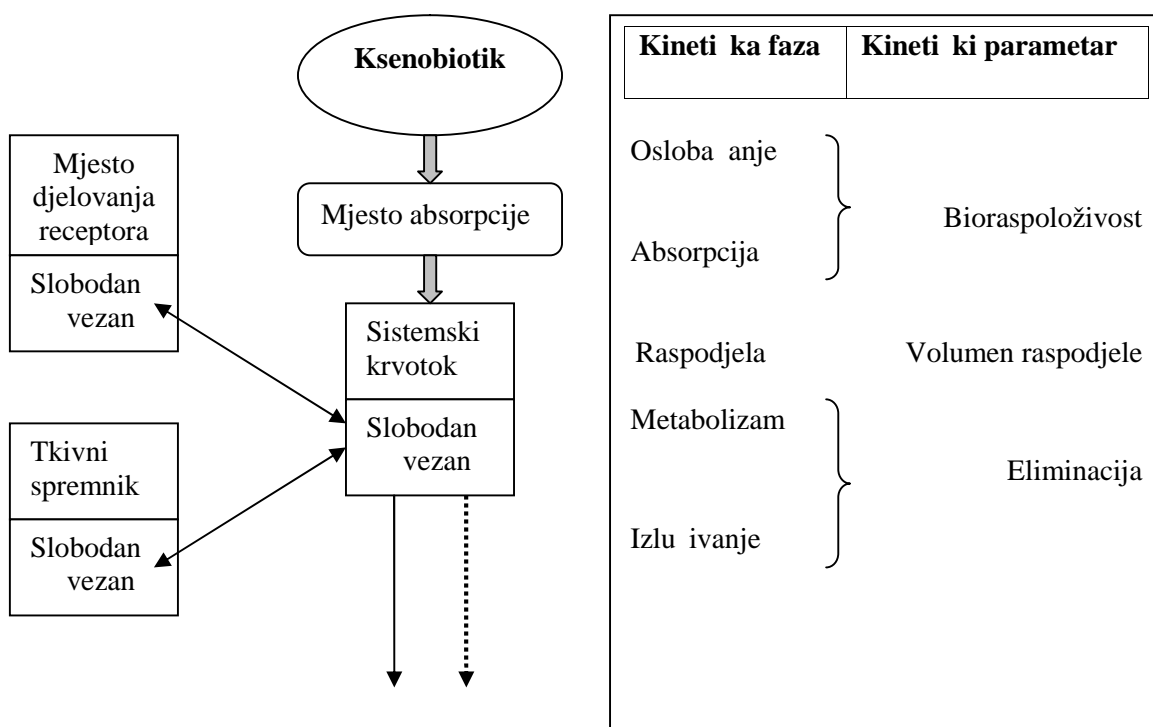 Ksenobiotik
Mjesto absorpcije
Mjesto
djelovanja
receptora
Slobodan
vezan
Sistemski
krvotok
Slobodan
vezan
Tkivni
spremnik
Slobodan
vezan
Kineti ka faza
Kineti ki parametar
Osloba anje
Absorpcija
Bioraspoloživost
Raspodjela
Volumen raspodjele
Metabolizam
Izlu ivanje
Eliminacija